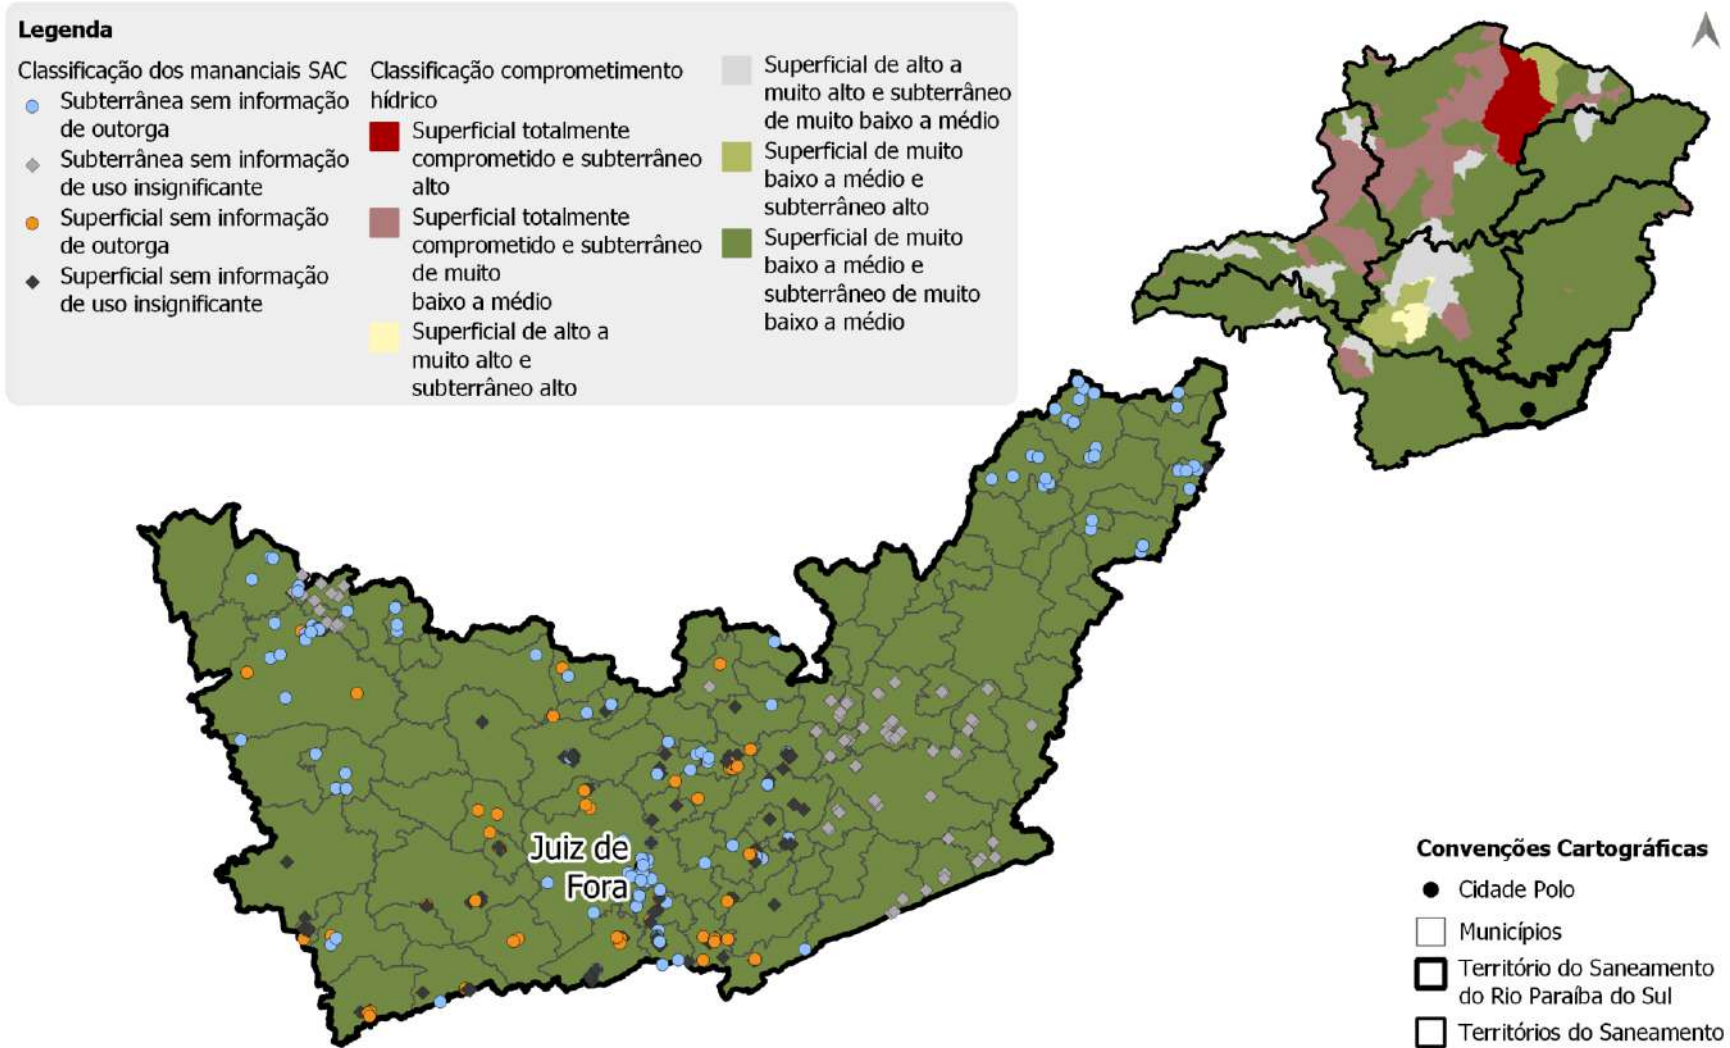 Legenda
Classificação dos mananciais SAC
Subterrânea sem informação
de outorga
Subterrânea sem informação
de uso insignificante
Superficial sem informação
de outorga
Superficial sem informação
de uso insignificante
Classificação comprometimento
hídrico
Superficial totalmente
comprometido e subterrâneo
alto
Superficial totalmente
comprometido e subterrâneo
de muito
baixo a médio
Superficial de alto a
muito alto e
subterrâneo alto
Superficial de alto a
muito alto e subterrâneo
de muito baixo a médio
Superficial de muito
baixo a médio e
subterrâneo alto
Superficial de muito
baixo a médio e
subterrâneo de muito
baixo a médio
Juiz de
Fora
Convenções Cartográficas
Cidade Polo
Municípios
Território do Saneamento
do Rio Paraíba do Sul
Territórios do Saneamento